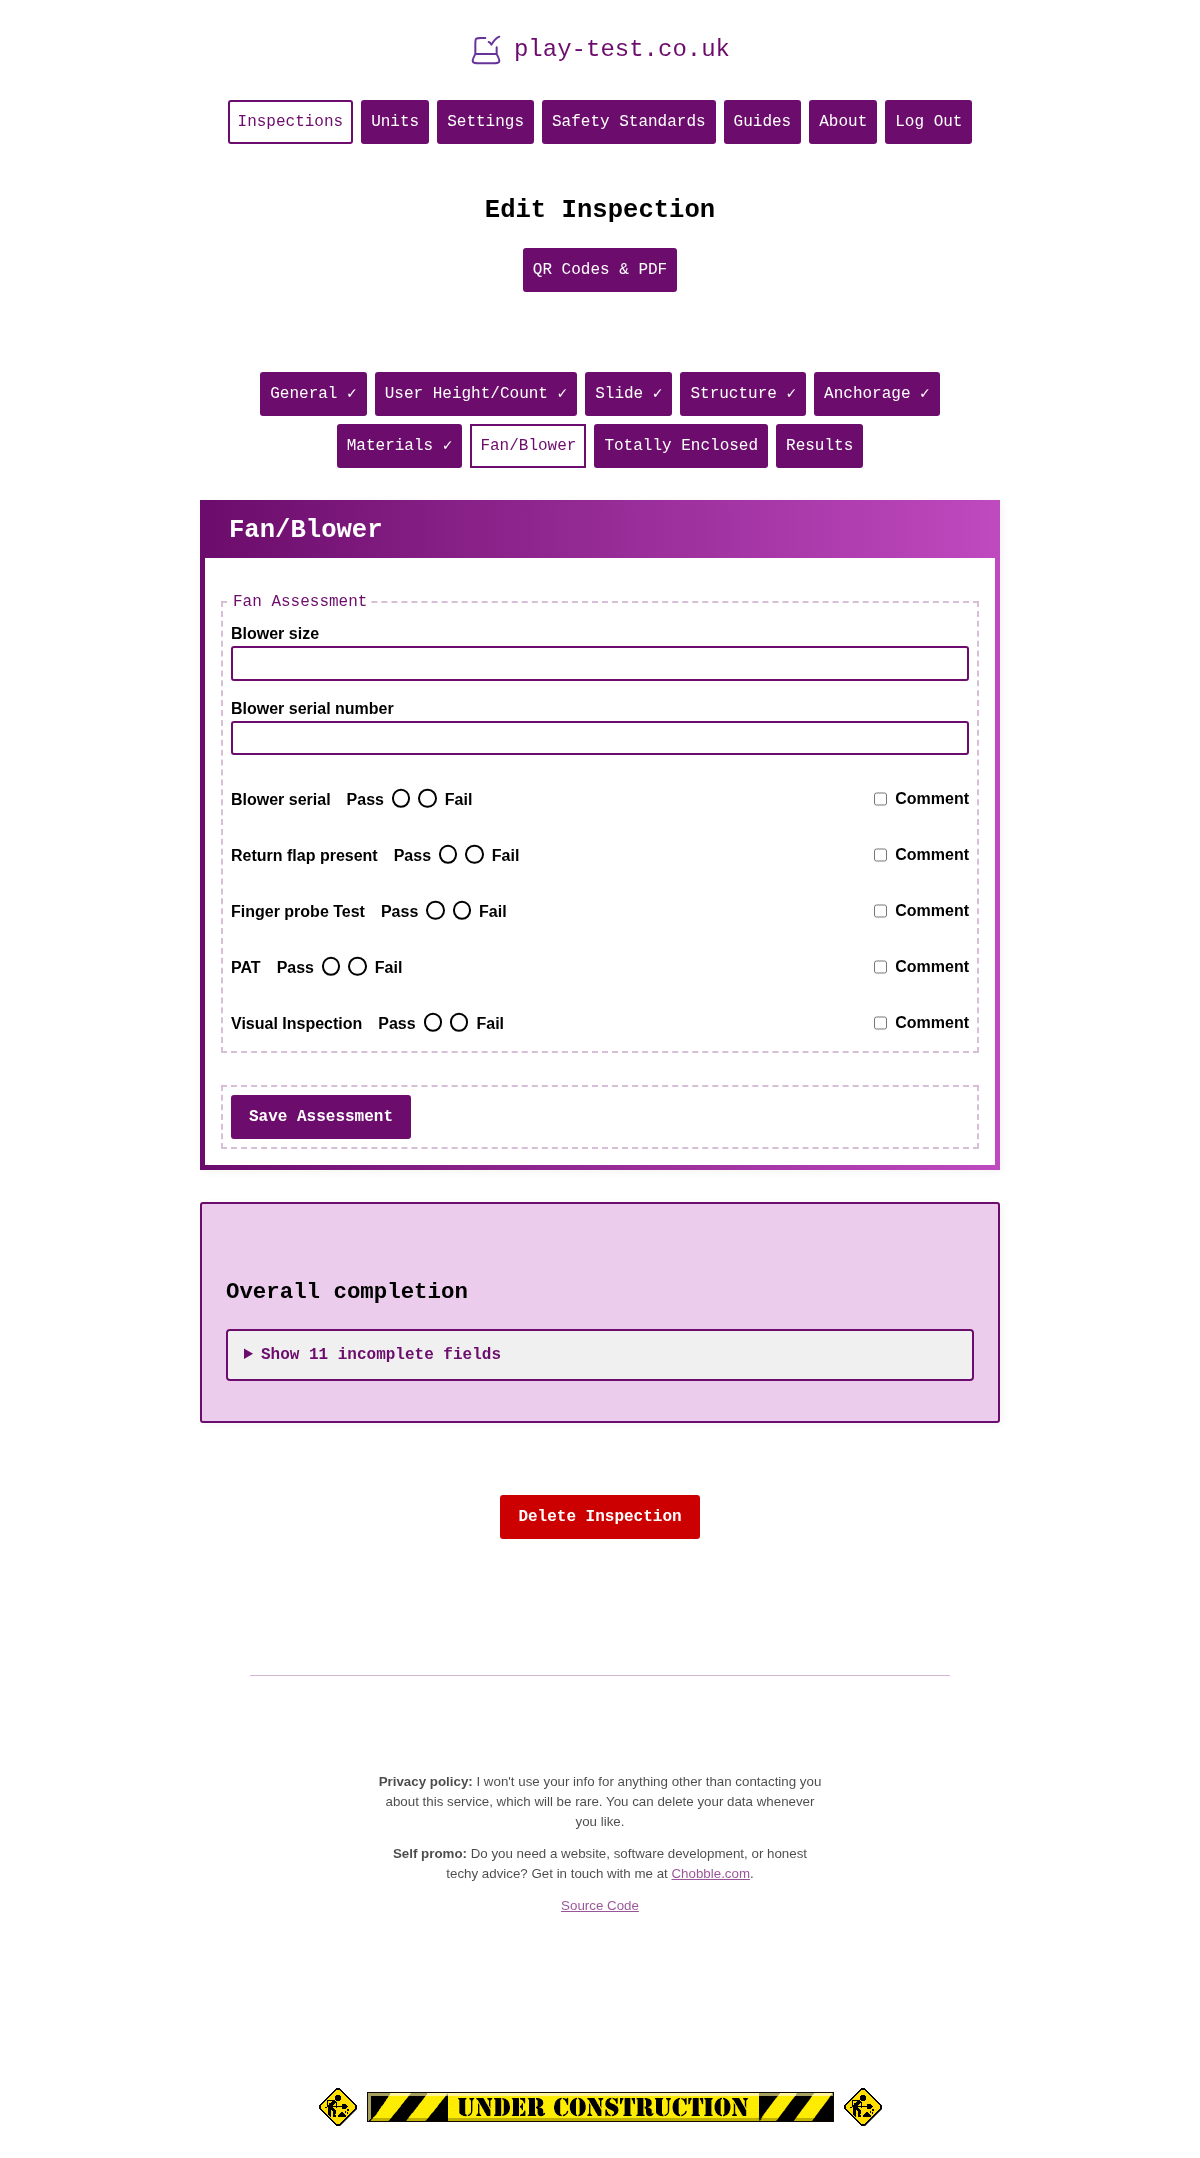 play-test.co.uk
Inspections Units Settings Safety Standards Guides About Log Out
Edit Inspection
QR Codes & PDF
General ✓ User Height/Count ✓ Slide ✓ Structure ✓ Anchorage ✓
Materials ✓ Fan/Blower Totally Enclosed Results
Fan/Blower
Fan Assessment
Blower size
Blower serial number
Blower serial Pass Fail Comment
Return flap present Pass Fail Comment
Finger probe Test Pass Fail Comment
PAT Pass Fail Comment
Visual Inspection Pass Fail Comment
Save Assessment
Overall completion
Show 11 incomplete fields
Delete Inspection
Privacy policy: I won't use your info for anything other than contacting you
about this service, which will be rare. You can delete your data whenever
you like.
Self promo: Do you need a website, software development, or honest
techy advice? Get in touch with me at Chobble.com.
Source Code
UNDER CONSTRUCTION